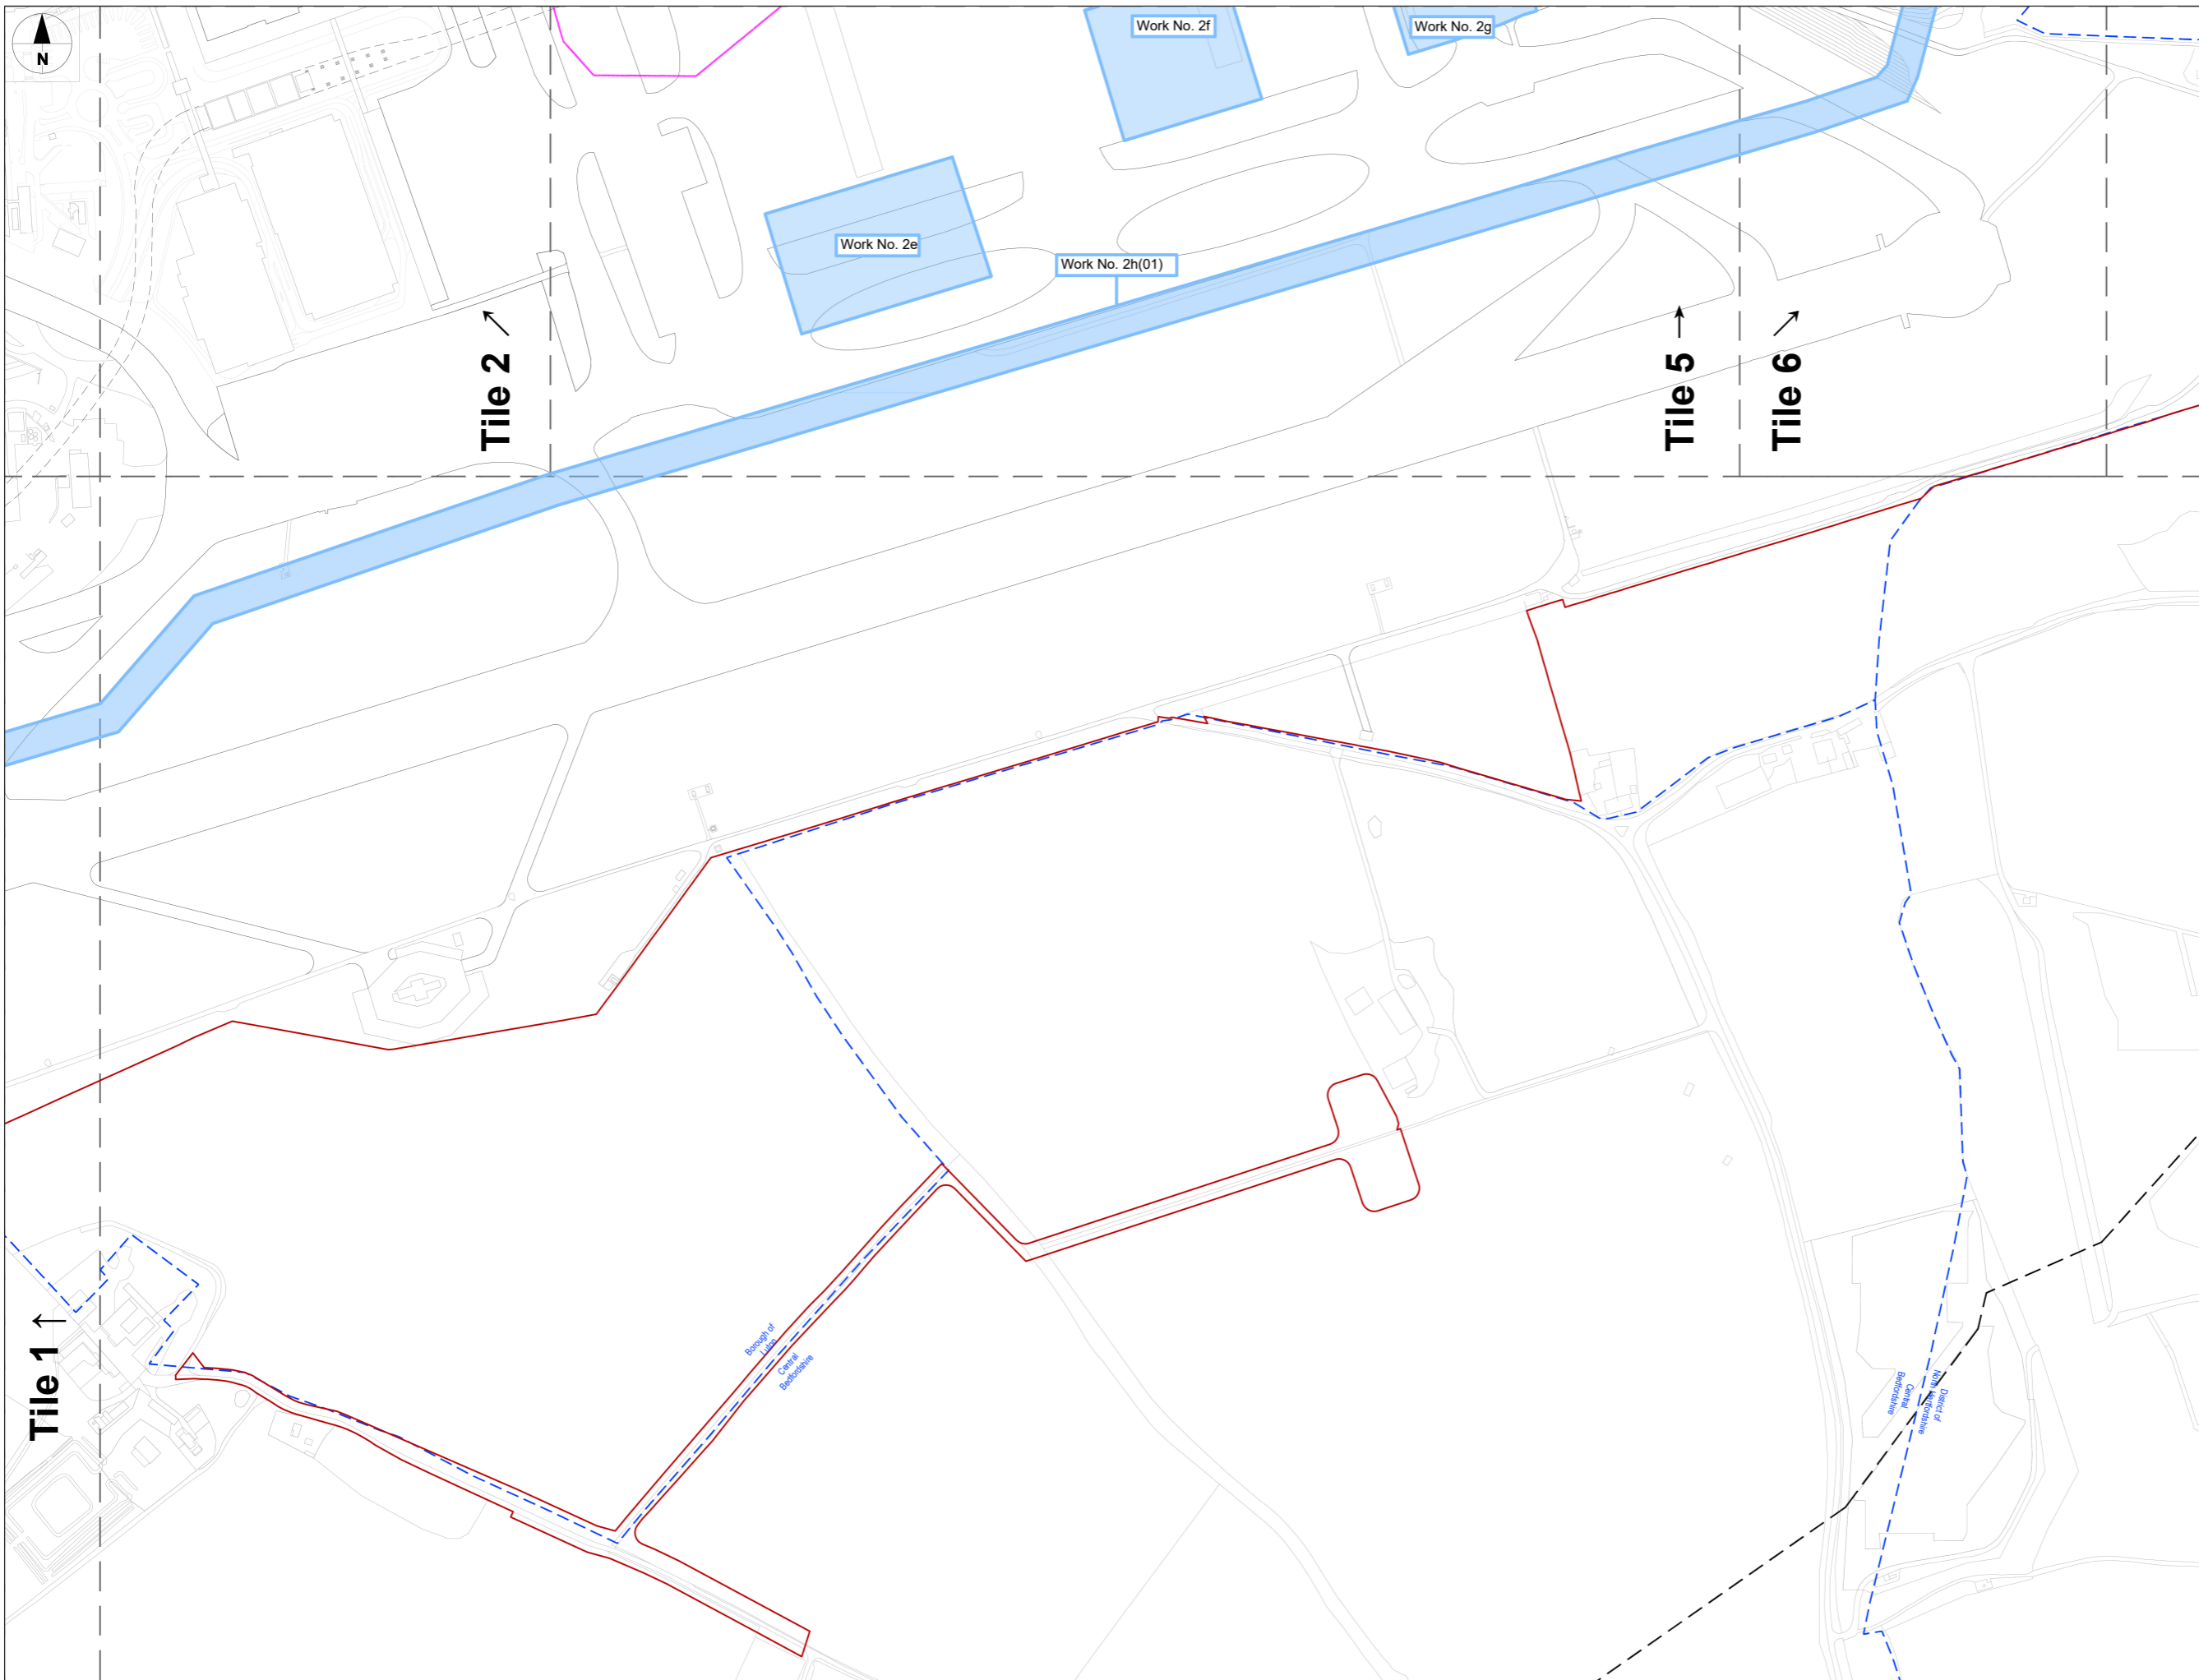 N
Work No. 2f
Work No. 2g
Work No. 2e
Work No. 2h(01)
Tile 2 ↗
Tile 5 →
Tile 6 ↗
Tile 1 ←
Borough of
Luton
Central
Bedfordshire
Central
Bedfordshire
District of
North Hertfordshire